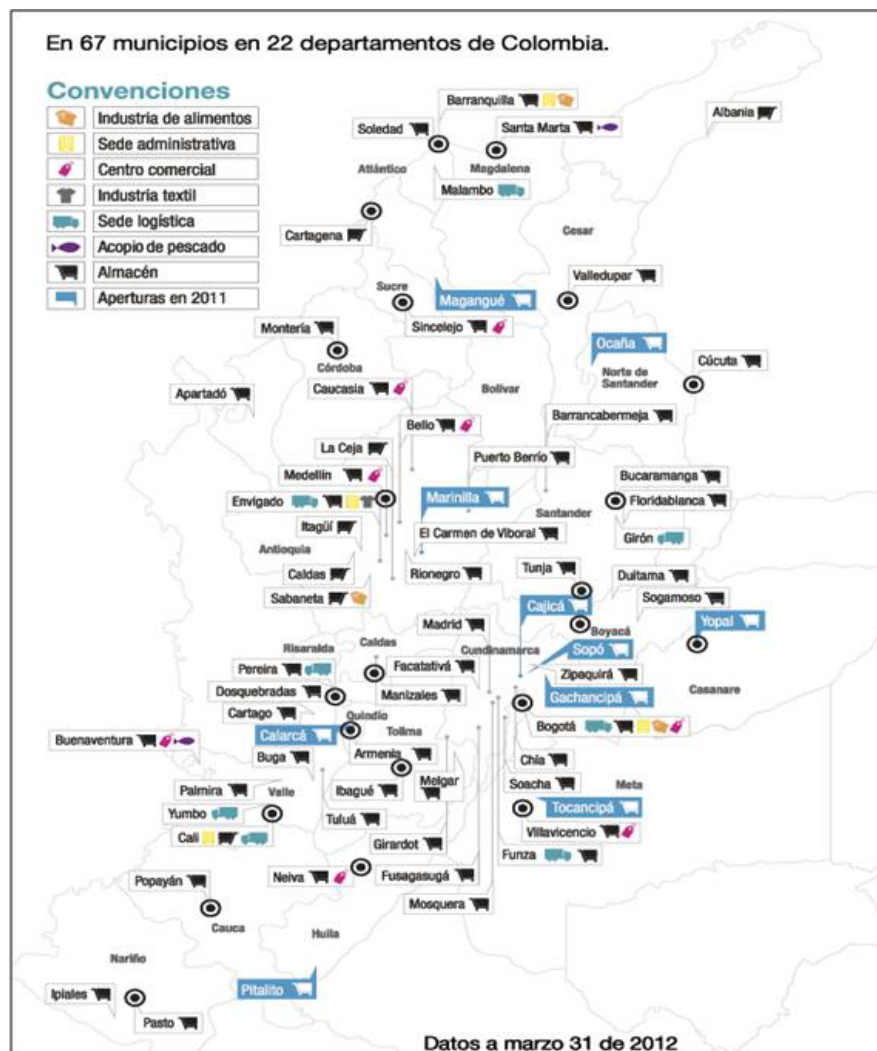 En 67 municipios en 22 departamentos de Colombia.
Convenciones
Industria de alimentos
Sede administrativa
Centro comercial
Industria textil
Sede logística
Acopio de pescado
Almacén
Aperturas en 2011
Barranquilla
Albania
Soledad
Santa Marta
Atlántico
Magdalena
Malambo
Cartagena
Cesar
Valledupar
Sucre
Magangué
Montería
Sincelejo
Ocaña
Cúcuta
Córdoba
Norte de
Santander
Apartadó
Caucasia
Bolívar
Barrancabermeja
Bello
La Ceja
Puerto Berrío
Medellín
Bucaramanga
Envigado
Marinilla
Floridablanca
Santander
Itagüí
El Carmen de Viboral
Girón
Antioquia
Tunja
Caldas
Rionegro
Duitama
Sabaneta
Cajicá
Sogamoso
Madrid
Boyacá
Yopal
Risaralda
Caldas
Cundinamarca
Sopó
Pereira
Facatativá
Zipaquirá
Dosquebradas
Manizales
Gachancipá
Casanare
Cartago
Quindío
Bogotá
Buenaventura
Calarcá
Tolima
Buga
Armenia
Chía
Palmira
Valle
Ibagué
Melgar
Soacha
Meta
Yumbo
Tuluá
Tocancipá
Cali
Girardot
Villavicencio
Funza
Neiva
Fusagasugá
Popayán
Mosquera
Cauca
Huila
Nariño
Pitalito
Ipiales
Pasto
Datos a marzo 31 de 2012